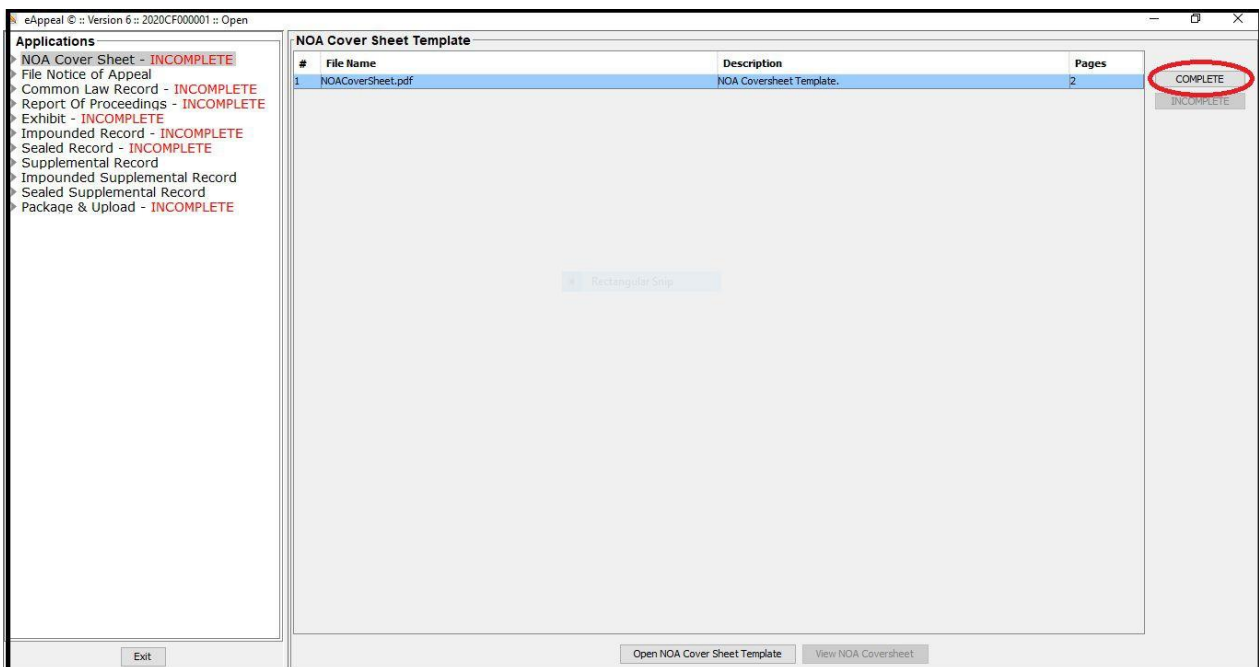 eAppeal © :: Version 6 :: 2020CF000001 :: Open
Applications
NOA Cover Sheet - INCOMPLETE
File Notice of Appeal
Common Law Record - INCOMPLETE
Report Of Proceedings - INCOMPLETE
Exhibit - INCOMPLETE
Impounded Record - INCOMPLETE
Sealed Record - INCOMPLETE
Supplemental Record
Impounded Supplemental Record
Sealed Supplemental Record
Package & Upload - INCOMPLETE
Exit
NOA Cover Sheet Template
# File Name Description Pages
1 NOACoverSheet.pdf NOA Coversheet Template. 2
COMPLETE
INCOMPLETE
Rectangular Snip
Open NOA Cover Sheet Template View NOA Coversheet